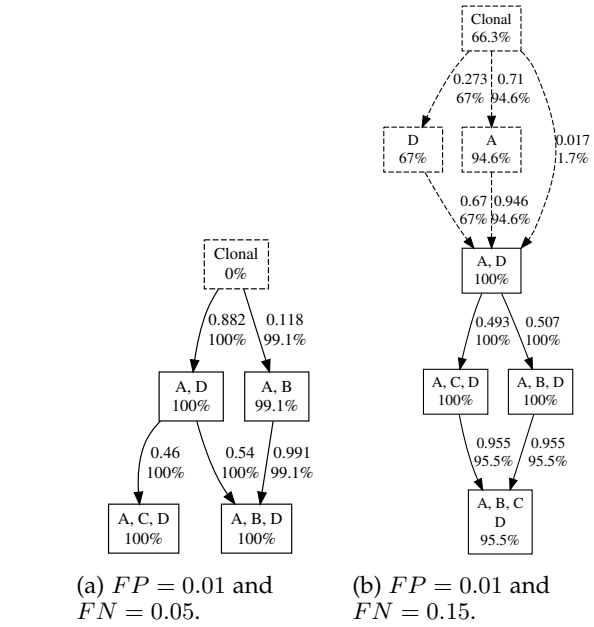 Clonal
66.3%
0.273 0.71
67% 94.6%
0.017
1.7%
D
67%
A
94.6%
0.67 0.946
67% 94.6%
A, D
100%
0.493 0.507
100% 100%
A, C, D
100%
A, B, D
100%
0.955 0.955
95.5% 95.5%
A, B, C
D
95.5%
Clonal
0%
0.882 0.118
100% 99.1%
A, D
100%
A, B
99.1%
0.46 0.54 0.991
100% 100% 99.1%
A, C, D
100%
A, B, D
100%
(a) FP = 0.01 and
FN = 0.05.
(b) FP = 0.01 and
FN = 0.15.